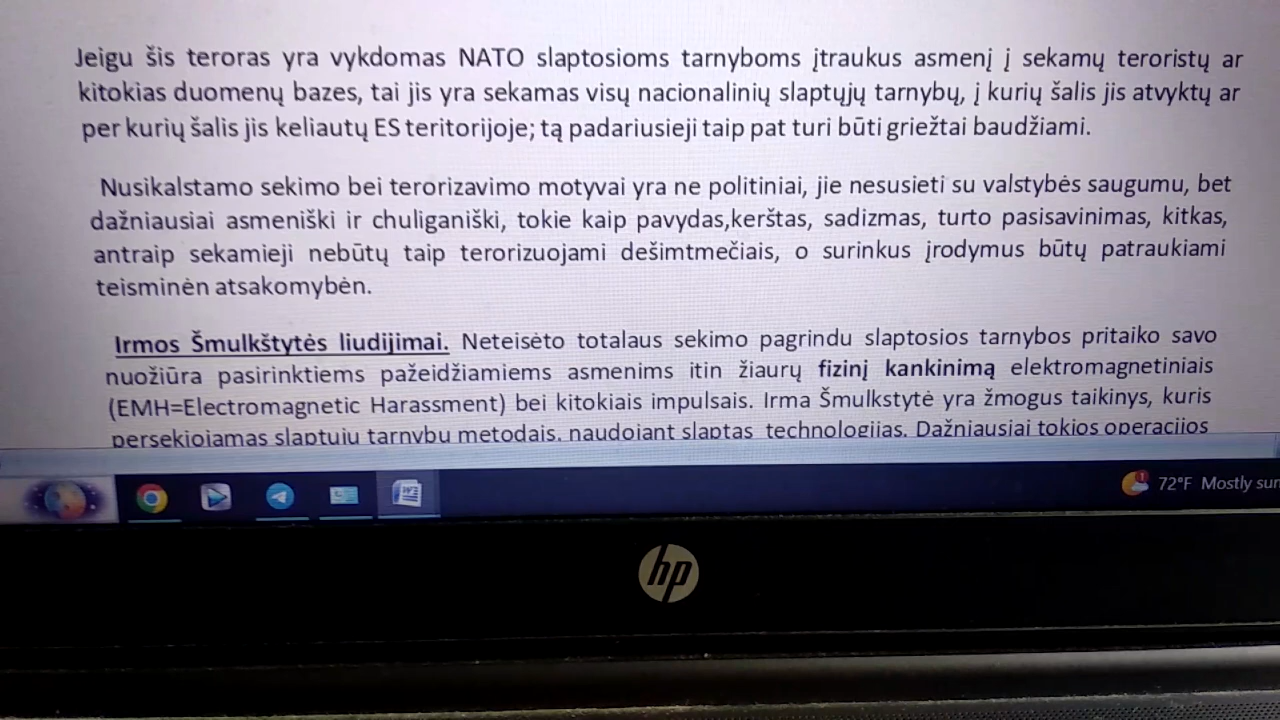 Jeigu šis teroras yra vykdomas NATO slaptosioms tarnyboms įtraukus asmenį į sekamų teroristų ar
kitokias duomenų bazes, tai jis yra sekamas visų nacionalinių slaptųjų tarnybų, į kurių šalis jis atvyktų ar
per kurių šalis jis keliautų ES teritorijoje; tą padariusieji taip pat turi būti griežtai baudžiami.
Nusikalstamo sekimo bei terorizavimo motyvai yra ne politiniai, jie nesusieti su valstybės saugumu, bet
dažniausiai asmeniški ir chuliganiški, tokie kaip pavydas,kerštas, sadizmas, turto pasisavinimas, kitkas,
antraip sekamieji nebūtų taip terorizuojami dešimtmečiais, o surinkus įrodymus būtų patraukiami
teisminėn atsakomybėn.
Irmos Šmulkštytės liudijimai. Neteisėto totalaus sekimo pagrindu slaptosios tarnybos pritaiko savo
nuožiūra pasirinktiems pažeidžiamiems asmenims itin žiaurų fizinį kankinimą elektromagnetiniais
(EMH=Electromagnetic Harassment) bei kitokiais impulsais. Irma Šmulkstytė yra žmogus taikinys, kuris
persekiojamas slaptųjų tarnybų metodais, naudojant slaptas technologijas. Dažniausiai tokios operacijos
72°F Mostly sun
hp